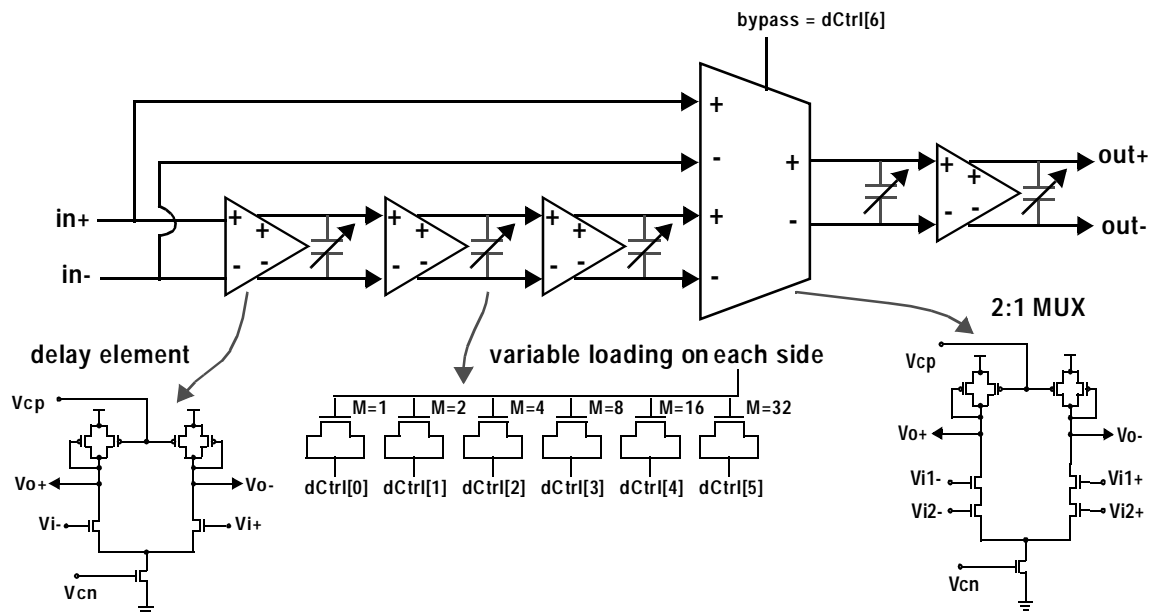 bypass = dCtrl[6]
+
-
+
-
+
-
in+
in-
+ + - -
+ + - -
+ + - -
+ + - -
out+
out-
delay element
variable loading on each side
2:1 MUX
Vcp
Vo+
Vo-
Vi-
Vi+
Vcn
M=1
M=2
M=4
M=8
M=16
M=32
dCtrl[0]
dCtrl[1]
dCtrl[2]
dCtrl[3]
dCtrl[4]
dCtrl[5]
Vcp
Vo+
Vo-
Vi1-
Vi1+
Vi2-
Vi2+
Vcn